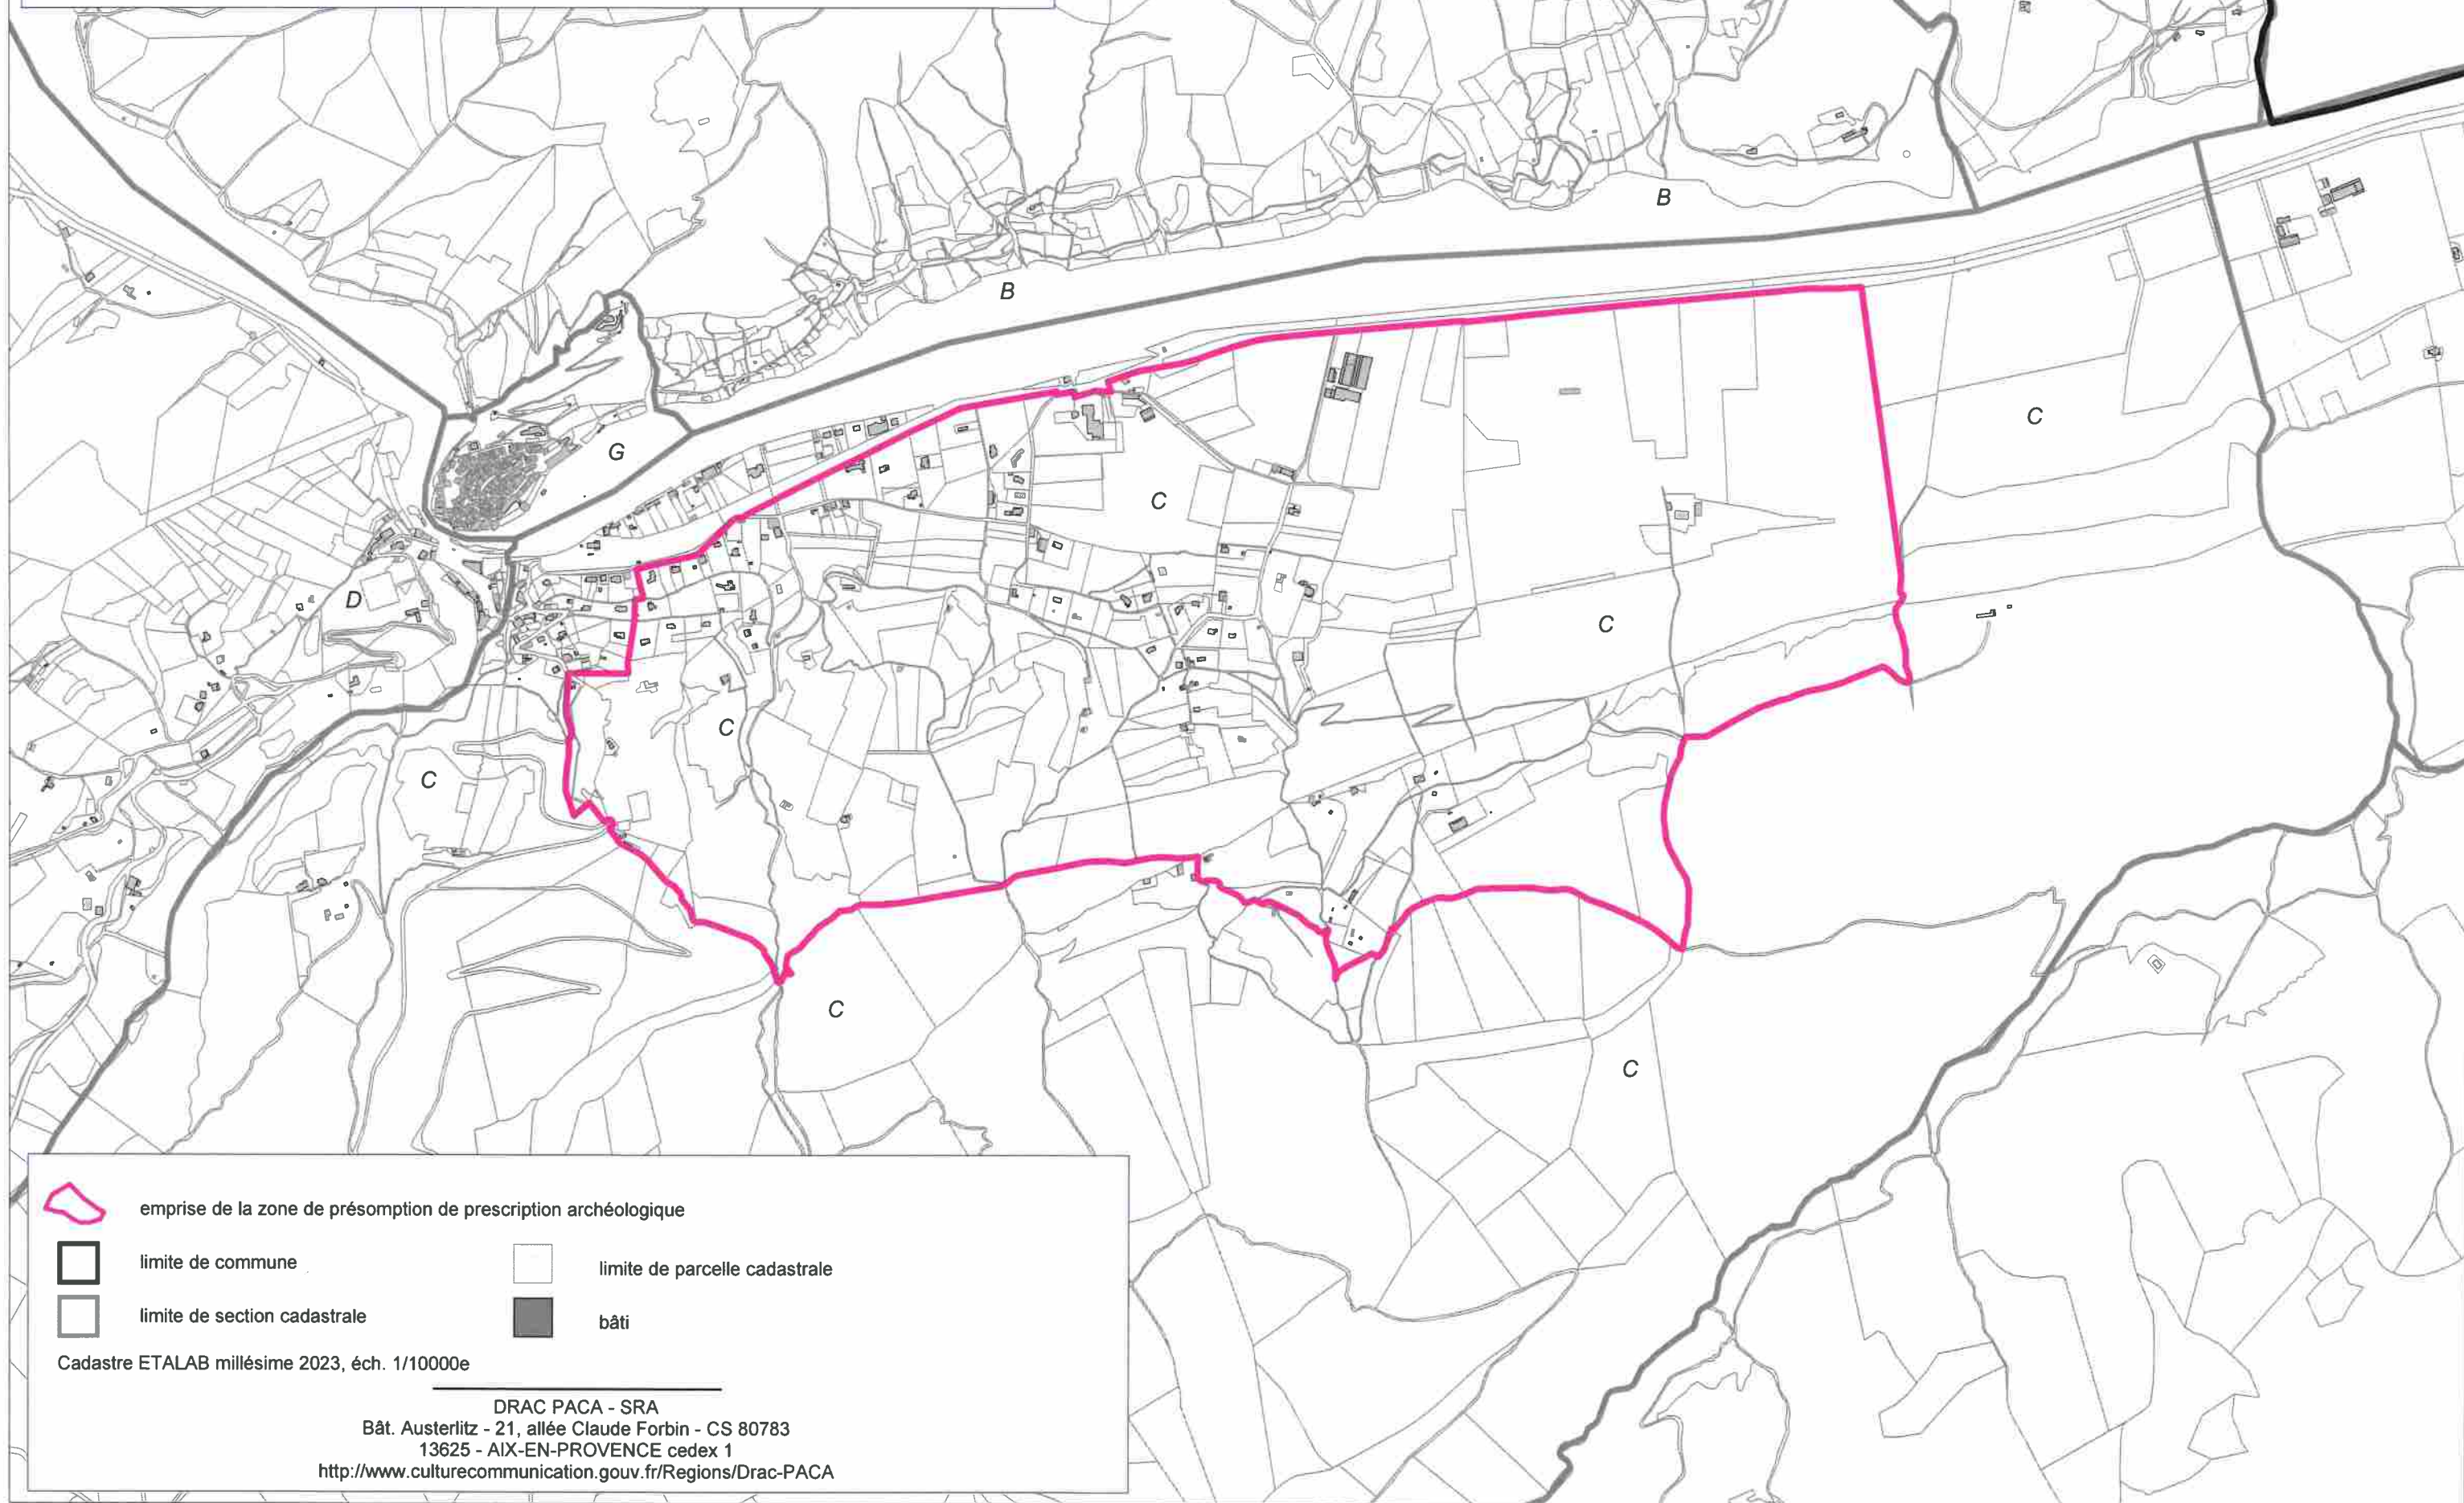 B
B
C
G
C
D
C
C
C
C
C
emprise de la zone de présomption de prescription archéologique
limite de commune
limite de parcelle cadastrale
limite de section cadastrale
bâti
Cadastre ETALAB millésime 2023, éch. 1/10000e
DRAC PACA - SRA
Bât. Austerlitz - 21, allée Claude Forbin - CS 80783
13625 - AIX-EN-PROVENCE cedex 1
http://www.culturecommunication.gouv.fr/Regions/Drac-PACA